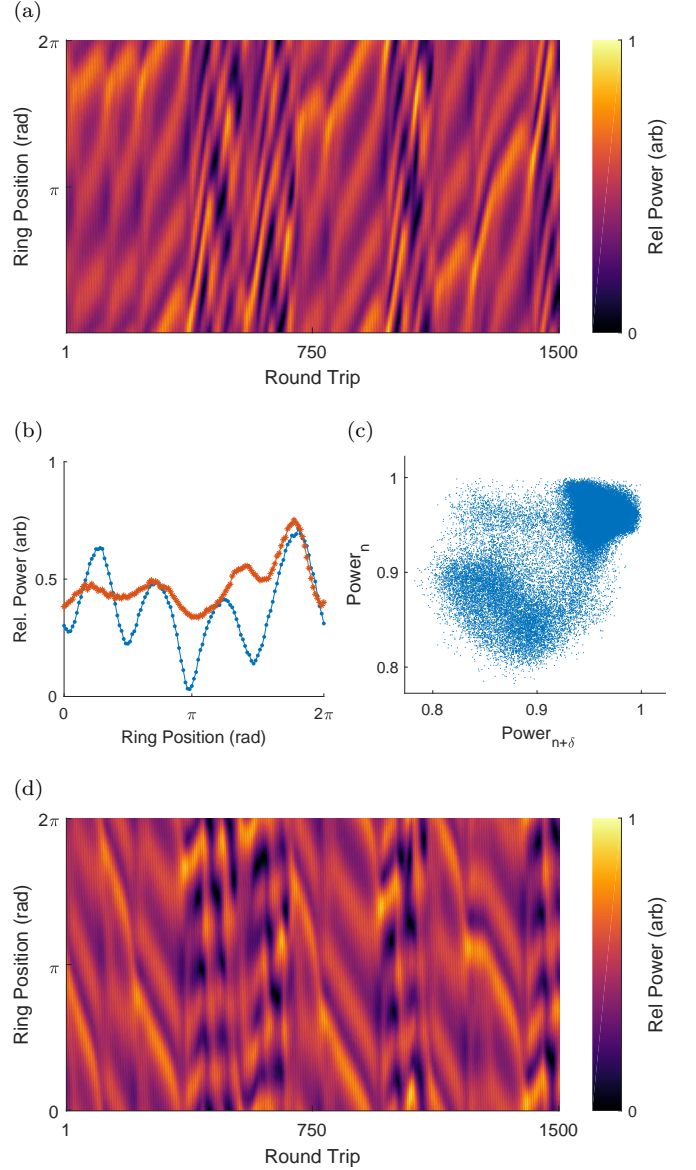 (a)
2π
π
Ring Position (rad)
1
750
1500
Round Trip
1
0
Rel Power (arb)
(b)
1
0.5
0
Rel. Power (arb)
0
π
2π
Ring Position (rad)
(c)
1
0.9
0.8
Power_n
0.8
0.9
1
Power_{n+δ}
(d)
2π
π
0
Ring Position (rad)
1
750
1500
Round Trip
1
0
Rel Power (arb)